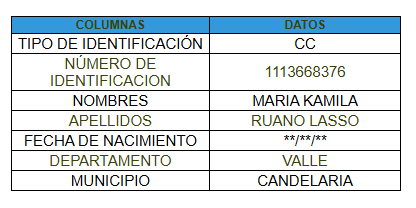 COLUMNAS DATOS
TIPO DE IDENTIFICACIÓN CC
NÚMERO DE
IDENTIFICACION 1113668376
NOMBRES MARIA KAMILA
APELLIDOS RUANO LASSO
FECHA DE NACIMIENTO **/**/**
DEPARTAMENTO VALLE
MUNICIPIO CANDELARIA